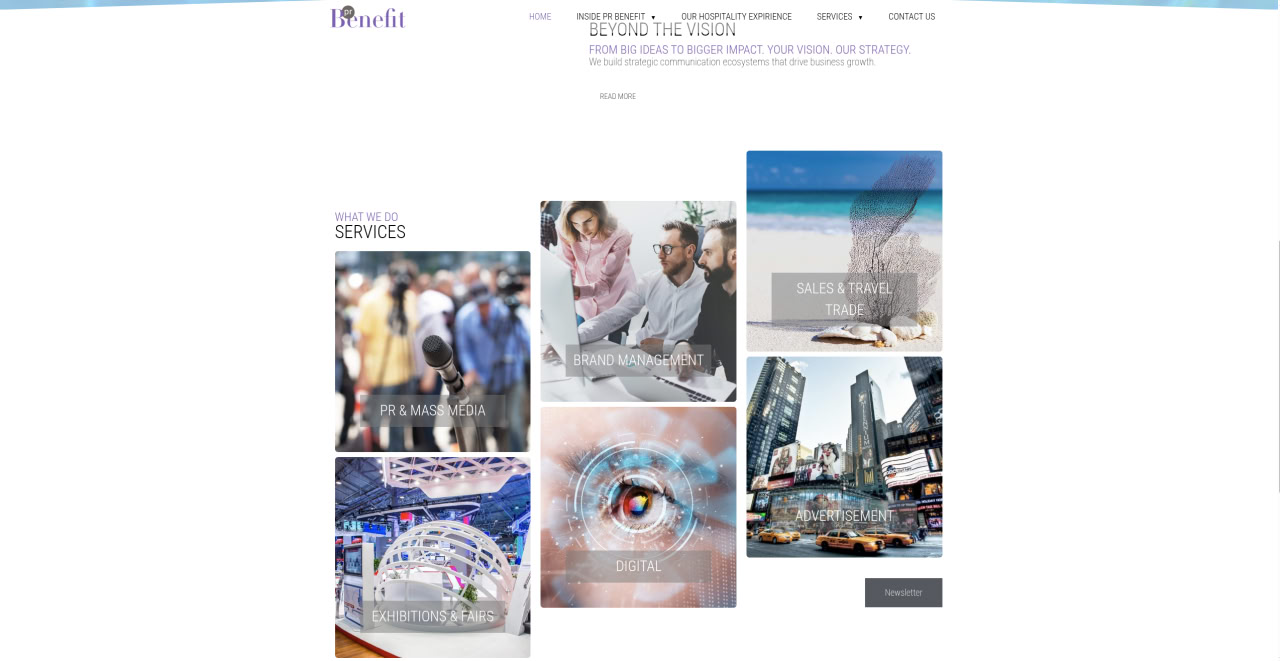 pr
Benefit
HOME
INSIDE PR BENEFIT ▼
OUR HOSPITALITY EXPIRIENCE
SERVICES ▼
CONTACT US
BEYOND THE VISION
FROM BIG IDEAS TO BIGGER IMPACT. YOUR VISION. OUR STRATEGY.
We build strategic communication ecosystems that drive business growth.
READ MORE
WHAT WE DO
SERVICES
PR & MASS MEDIA
EXHIBITIONS & FAIRS
BRAND MANAGEMENT
DIGITAL
SALES & TRAVEL
TRADE
ADVERTISEMENT
Newsletter